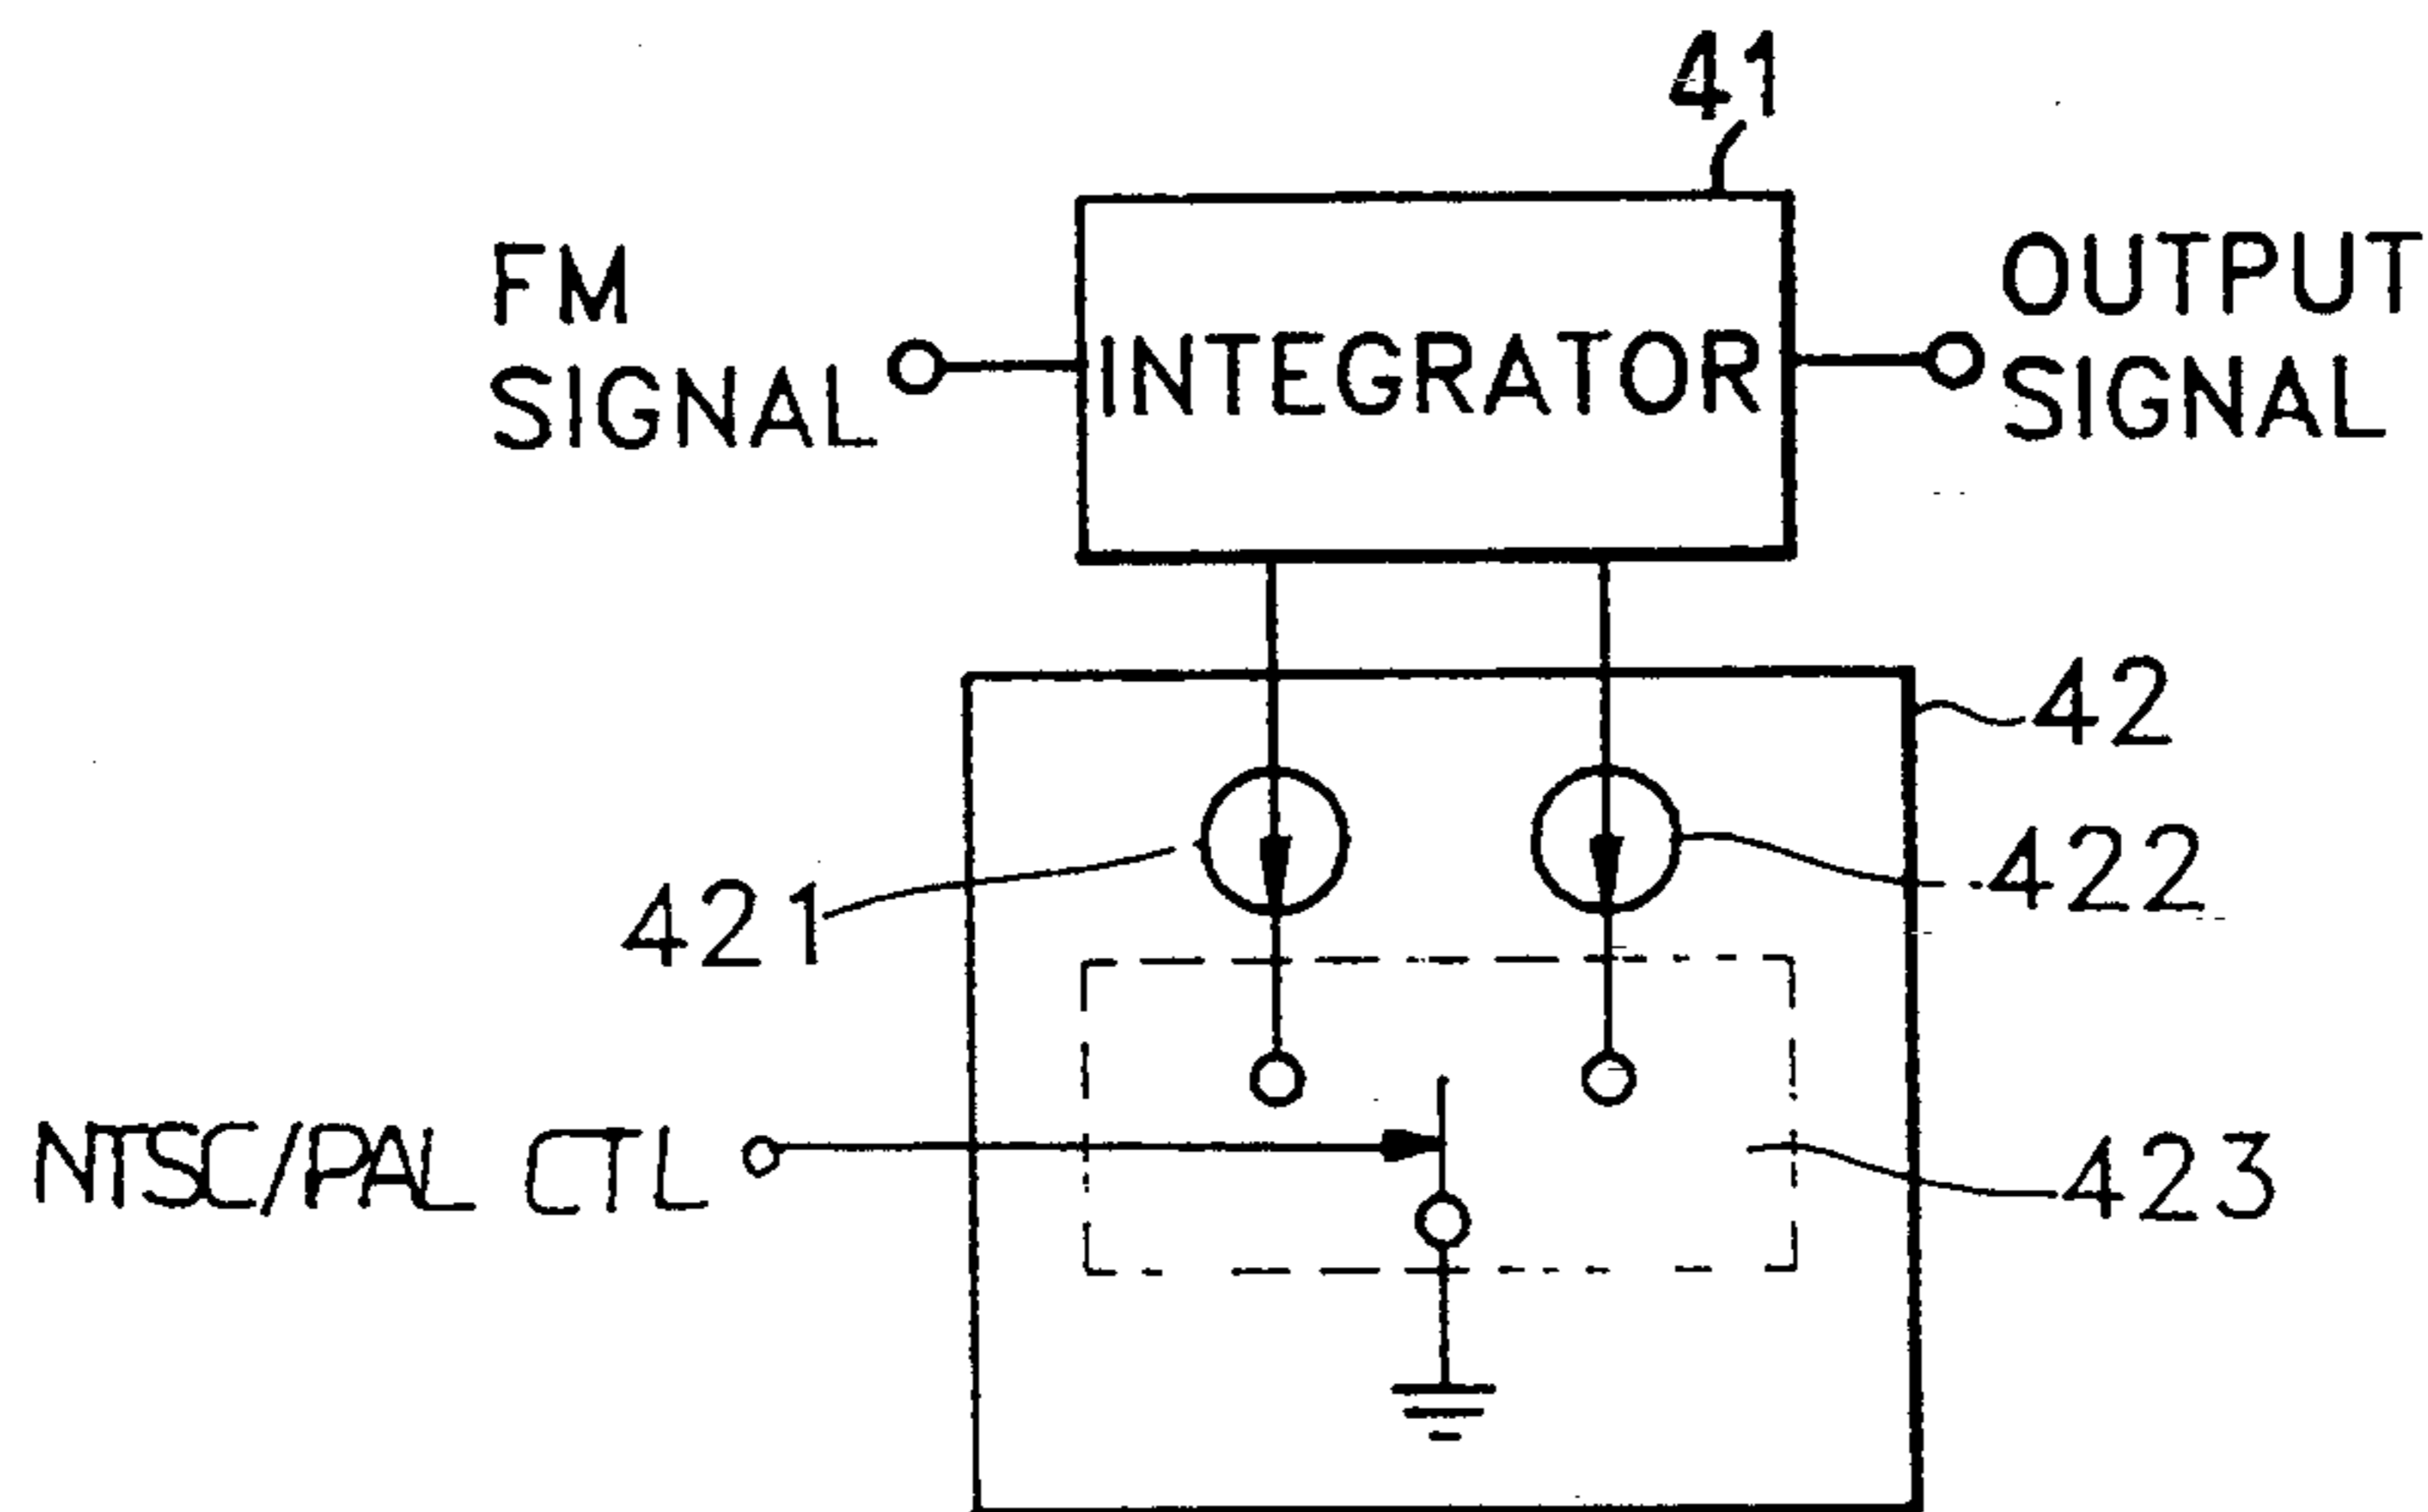 41
FM
SIGNAL
INTEGRATOR
OUTPUT
SIGNAL
42
421
422
NTSC/PAL CTL
423